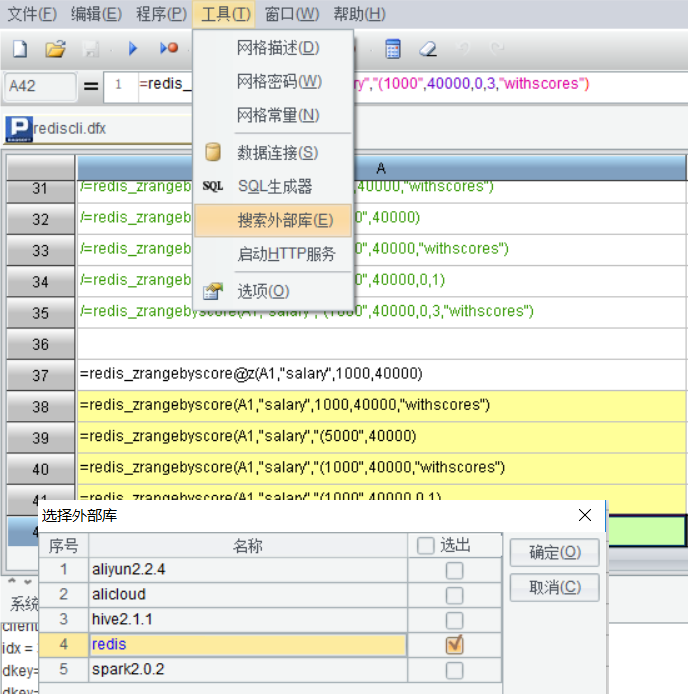 文件(F) 编辑(E) 程序(P) 工具(T) 窗口(W) 帮助(H)
网格描述(D)
网格密码(W)
网格常量(N)
数据连接(S)
SQL SQL生成器
搜索外部库(E)
启动HTTP服务
选项(O)
A42 = 1 =redis_ ry","(1000",40000,0,3,"withscores")
P rediscli.dfx
A
31 /=redis_zrangeb 40000,"withscores")
32 /=redis_zrangeb 0",40000)
33 /=redis_zrangeb 0",40000,"withscores")
34 /=redis_zrangeb 0",40000,0,1)
35 /=redis_zrangebyscore(A1,"salary","(1000",40000,0,3,"withscores")
36
37 =redis_zrangebyscore@z(A1,"salary",1000,40000)
38 =redis_zrangebyscore(A1,"salary",1000,40000,"withscores")
39 =redis_zrangebyscore(A1,"salary","(5000",40000)
40 =redis_zrangebyscore(A1,"salary","(1000",40000,"withscores")
41 =redis_zrangebyscore(A1,"salary","(1000",40000,0,1)
4
系统
client
idx =
dkey=
dkey=
选择外部库
序号 名称 选出
1 aliyun2.2.4
2 alicloud
3 hive2.1.1
4 redis
5 spark2.0.2
确定(O)
取消(C)